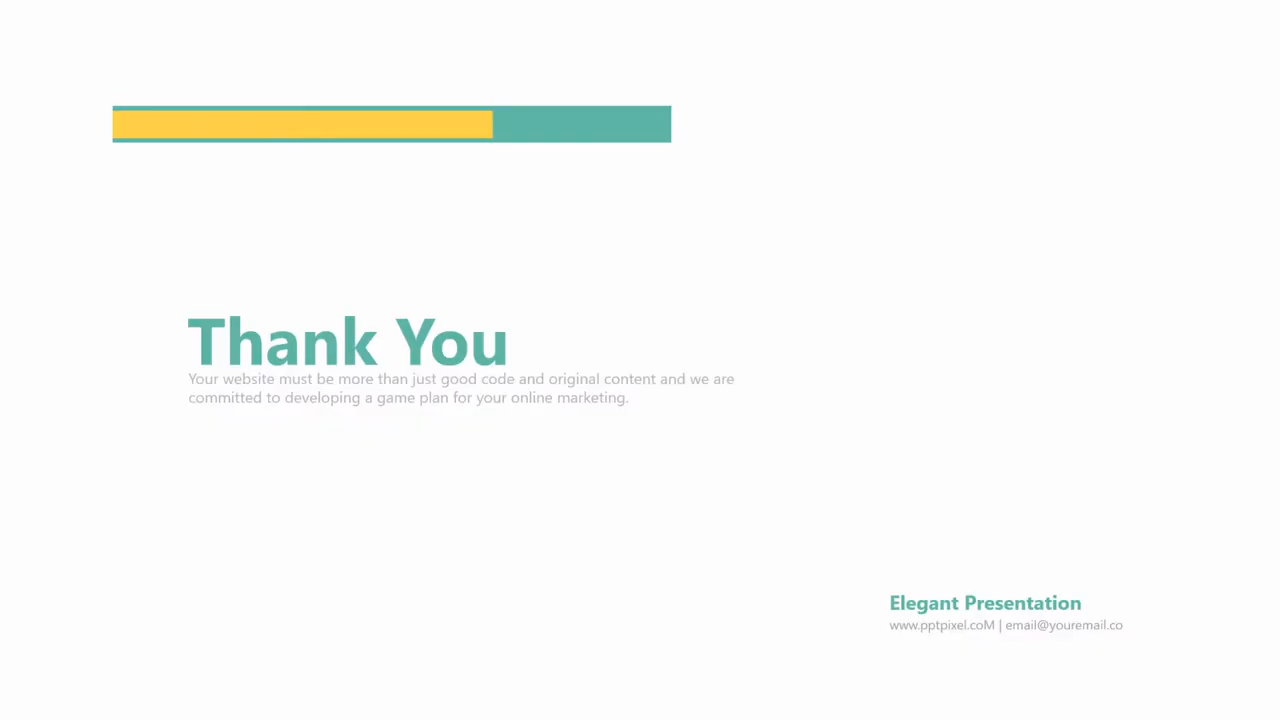 Thank You
Your website must be more than just good code and original content and we are
committed to developing a game plan for your online marketing.
Elegant Presentation
www.pptpixel.coM | email@youremail.co